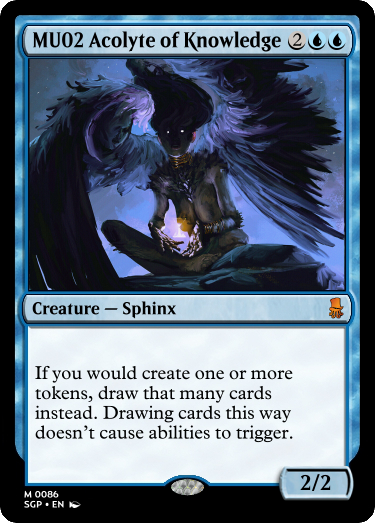 MU02 Acolyte of Knowledge 2
Creature — Sphinx
If you would create one or more
tokens, draw that many cards
instead. Drawing cards this way
doesn't cause abilities to trigger.
2/2
M 0086
SGP • EN